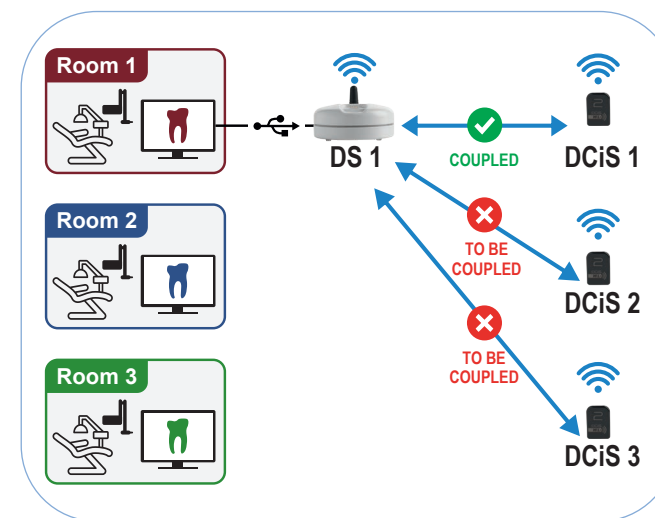 Room 1
DS 1
COUPLED
DCiS 1
Room 2
TO BE
COUPLED
DCiS 2
Room 3
TO BE
COUPLED
DCiS 3